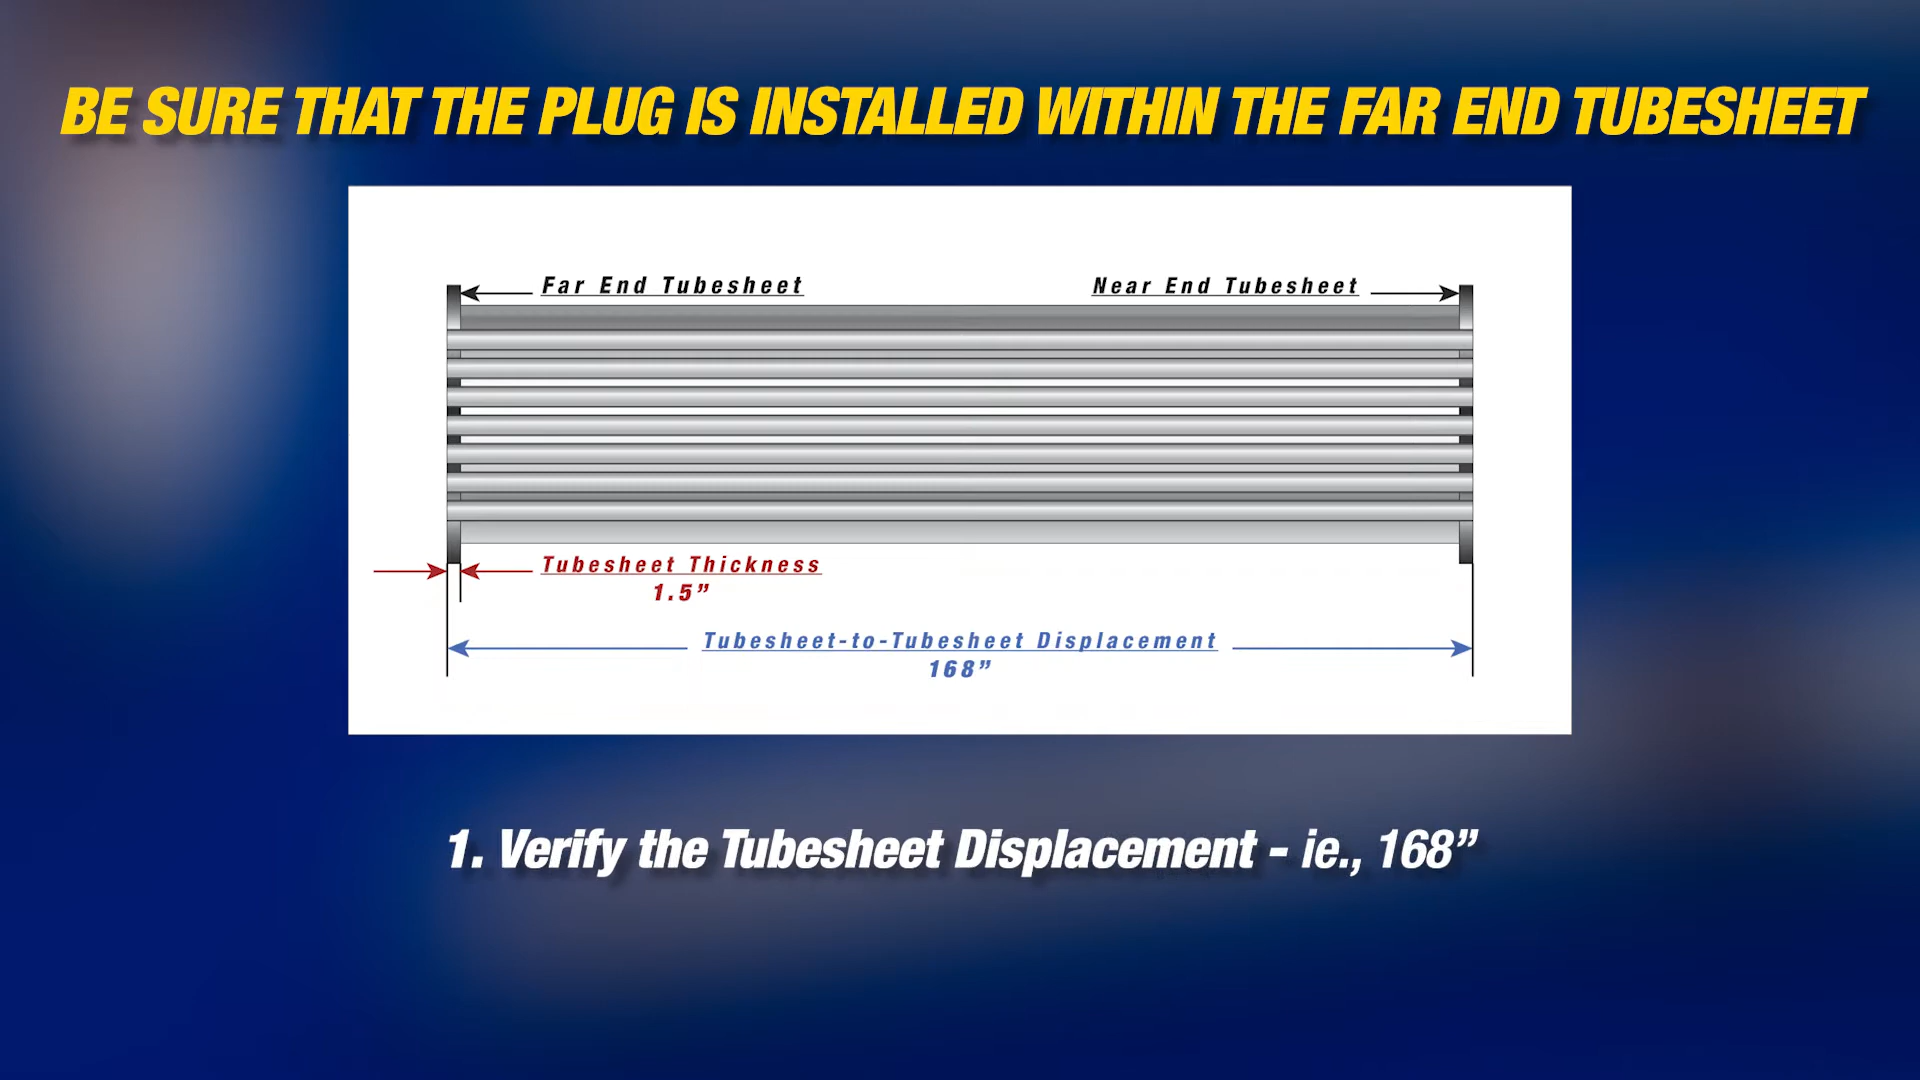 BE SURE THAT THE PLUG IS INSTALLED WITHIN THE FAR END TUBESHEET
Far End Tubesheet
Near End Tubesheet
Tubesheet Thickness
1.5”
Tubesheet-to-Tubesheet Displacement
168”
1. Verify the Tubesheet Displacement - ie., 168”